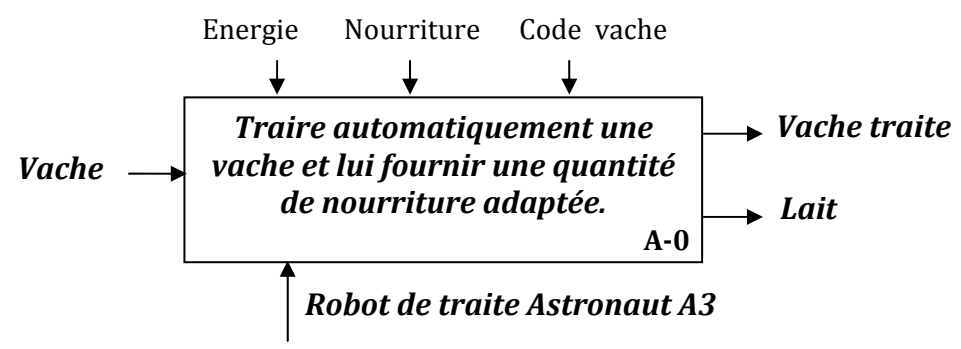 Energie Nourriture Code vache
Traire automatiquement une
vache et lui fournir une quantité
de nourriture adaptée.
A-0
Vache
Vache traite
Lait
Robot de traite Astronaut A3